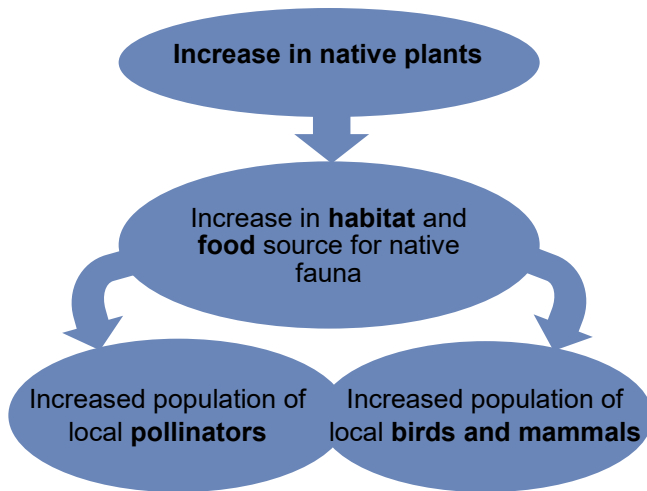 Increase in native plants
Increase in habitat and
food source for native
fauna
Increased population of
local pollinators
Increased population of
local birds and mammals